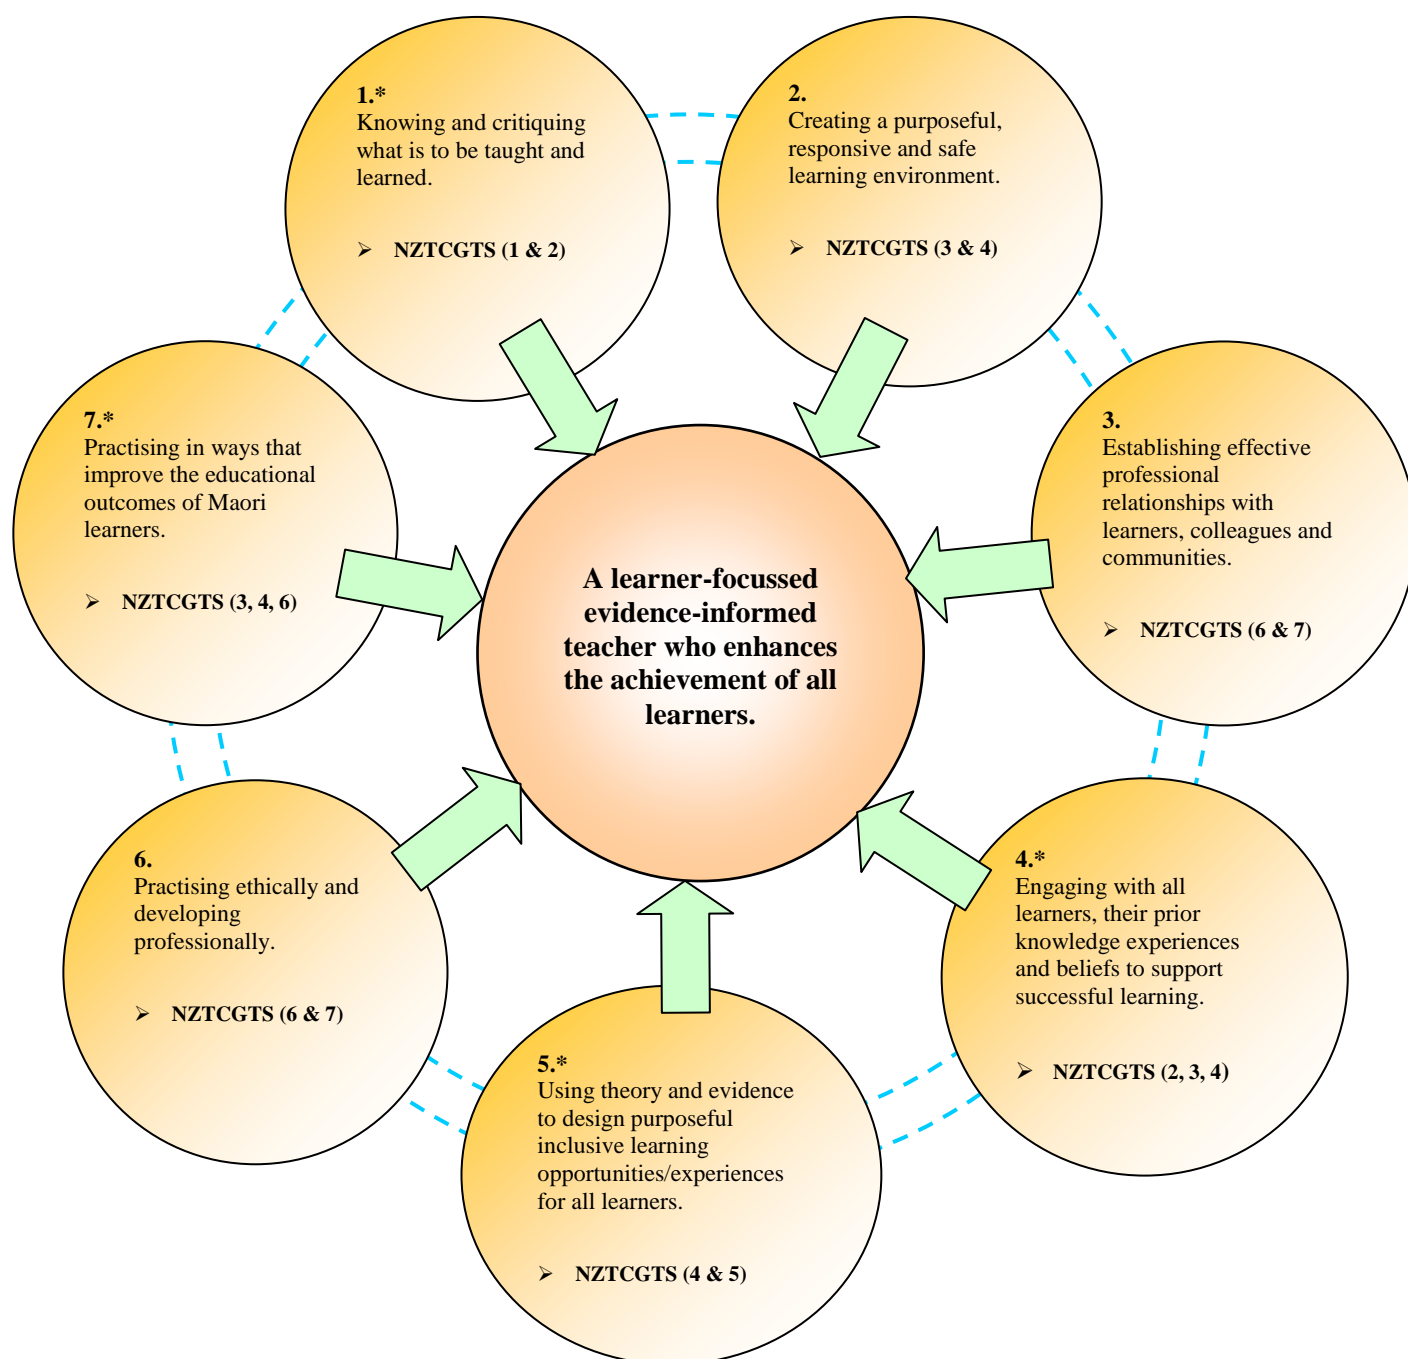 1.*
Knowing and critiquing
what is to be taught and
learned.
➢ NZTCGTS (1 & 2)
2.
Creating a purposeful,
responsive and safe
learning environment.
➢ NZTCGTS (3 & 4)
3.
Establishing effective
professional
relationships with
learners, colleagues and
communities.
➢ NZTCGTS (6 & 7)
4.*
Engaging with all
learners, their prior
knowledge experiences
and beliefs to support
successful learning.
➢ NZTCGTS (2, 3, 4)
5.*
Using theory and evidence
to design purposeful
inclusive learning
opportunities/experiences
for all learners.
➢ NZTCGTS (4 & 5)
6.
Practising ethically and
developing
professionally.
➢ NZTCGTS (6 & 7)
7.*
Practising in ways that
improve the educational
outcomes of Maori
learners.
➢ NZTCGTS (3, 4, 6)
A learner-focussed
evidence-informed
teacher who enhances
the achievement of all
learners.